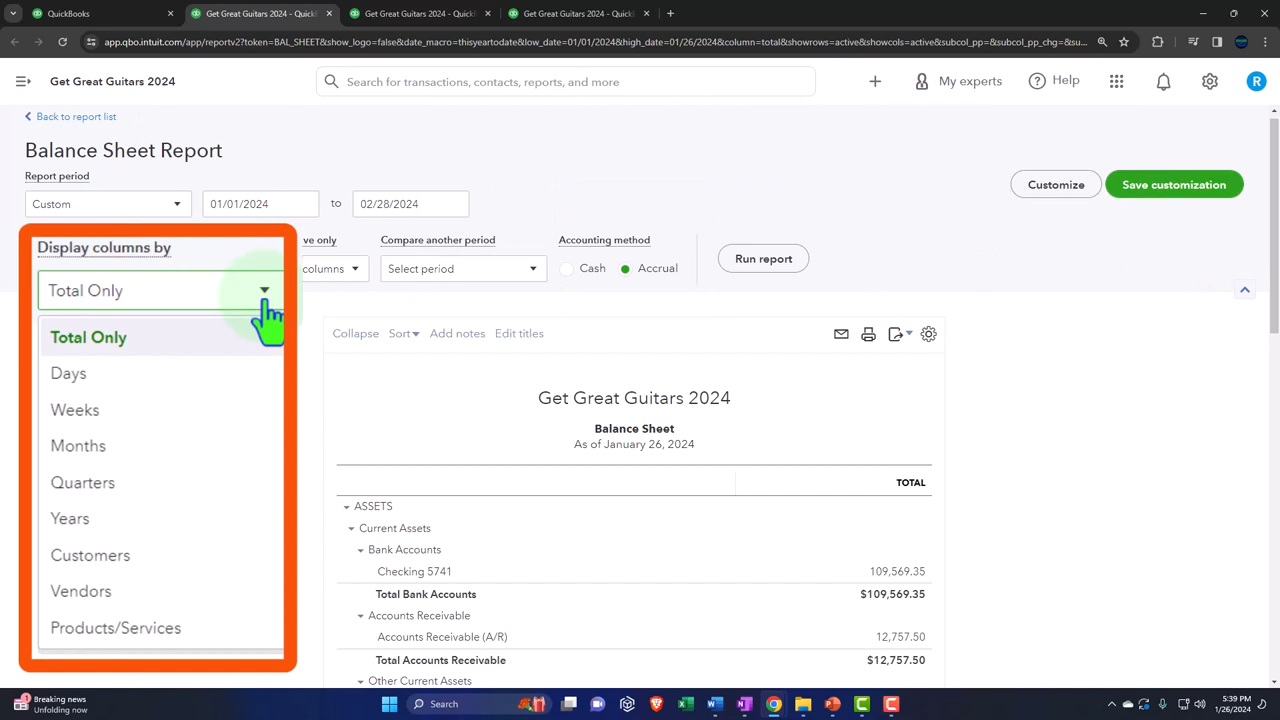 QuickBooks
Get Great Guitars 2024 - QuickB
Get Great Guitars 2024 - QuickB
Get Great Guitars 2024 - QuickB
qbo.intuit.com/app/reportv2?token=BAL_SHEET&show_logo=false&date_macro=thisyeartodate&low_date=01/01/2024&high_date=01/26/2024&column=total&showrows=active&showcols=active&subcol_pp=&subcol_pp_chg=&su...
Get Great Guitars 2024
Search for transactions, contacts, reports, and more
My experts
Help
R
Back to report list
Balance Sheet Report
Report period
Custom
01/01/2024
to
02/28/2024
Customize
Save customization
Display columns by
ve only
Compare another period
Accounting method
Total Only
columns
Select period
Cash
Accrual
Run report
Total Only
Days
Weeks
Months
Quarters
Years
Customers
Vendors
Products/Services
Collapse
Sort
Add notes
Edit titles
Get Great Guitars 2024
Balance Sheet
As of January 26, 2024
TOTAL
ASSETS
Current Assets
Bank Accounts
Checking 5741 109,569.35
Total Bank Accounts $109,569.35
Accounts Receivable
Accounts Receivable (A/R) 12,757.50
Total Accounts Receivable $12,757.50
Other Current Assets
Breaking news
Unfolding now
Search
5:39 PM
1/26/2024